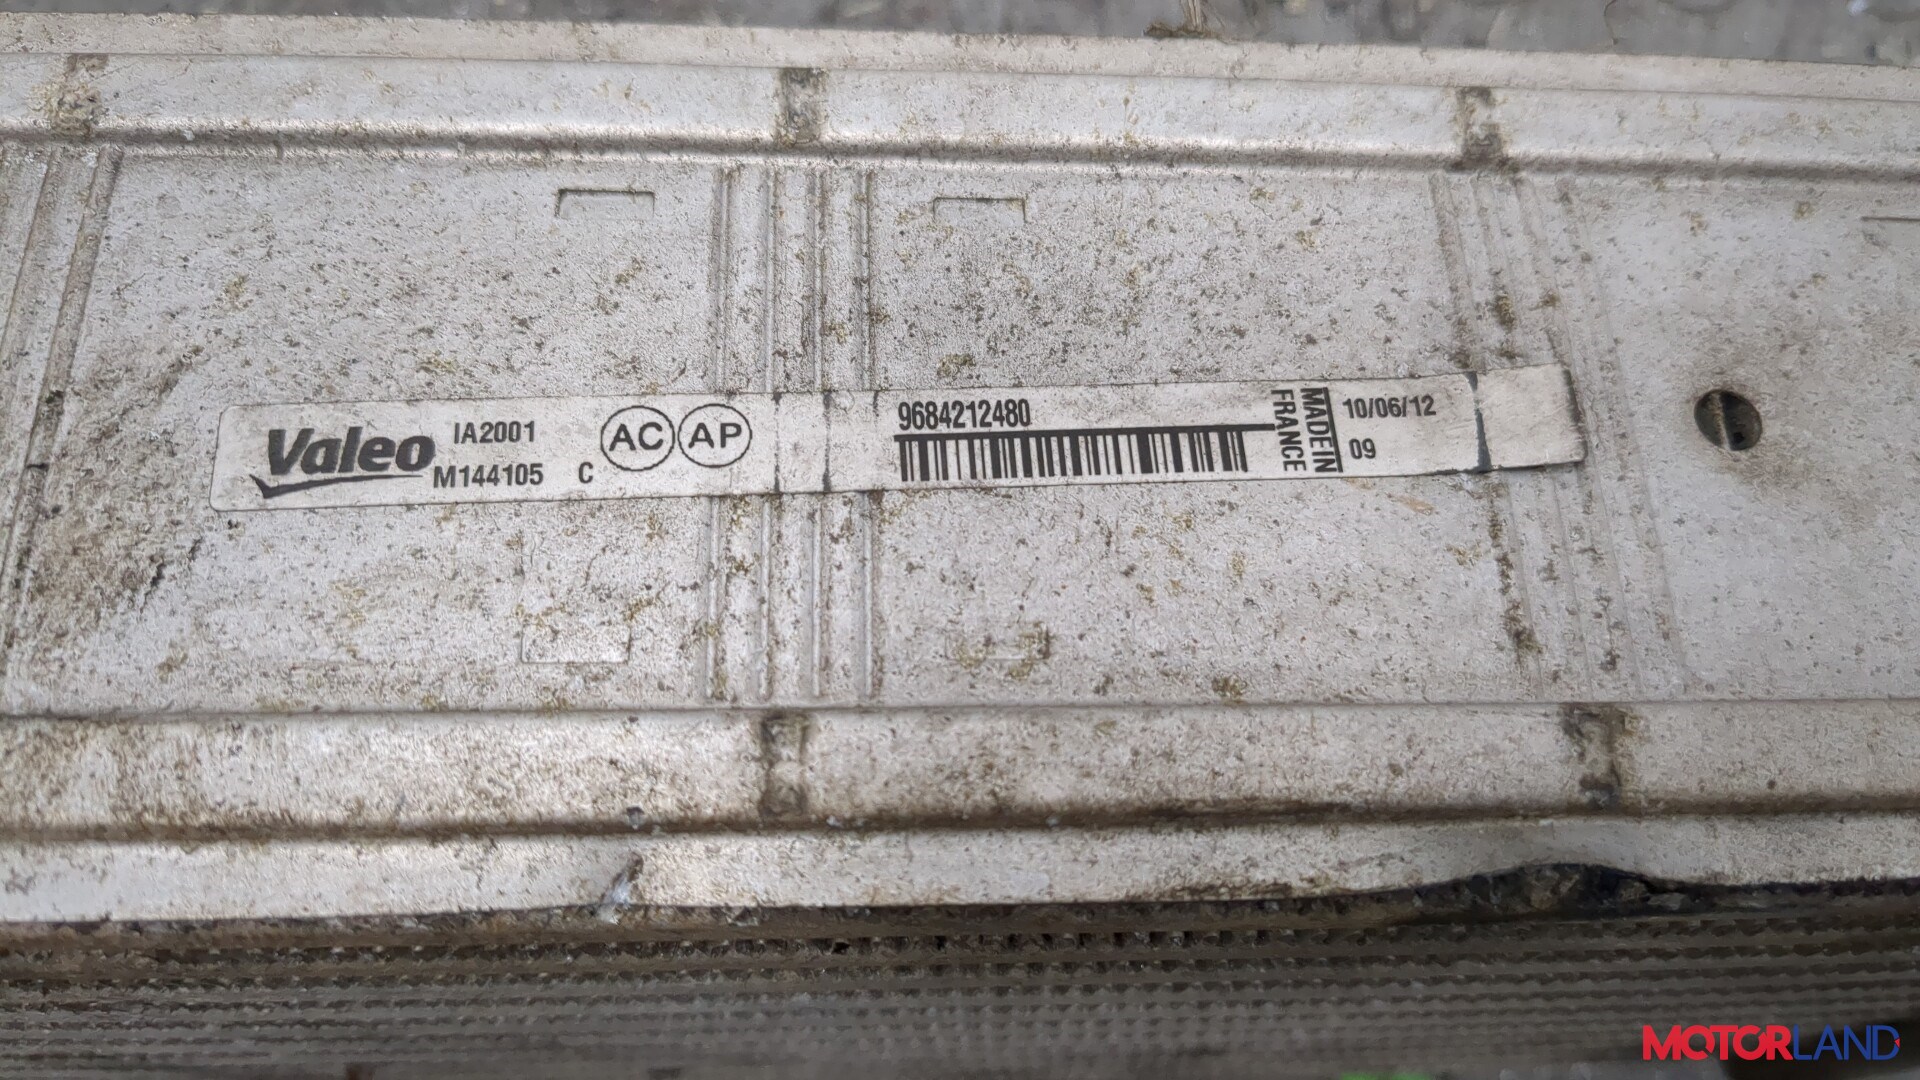 Valeo
IA2001
M144105 C
AC AP
9684212480
MADE IN
FRANCE
10/06/12
09
MOTORLAND